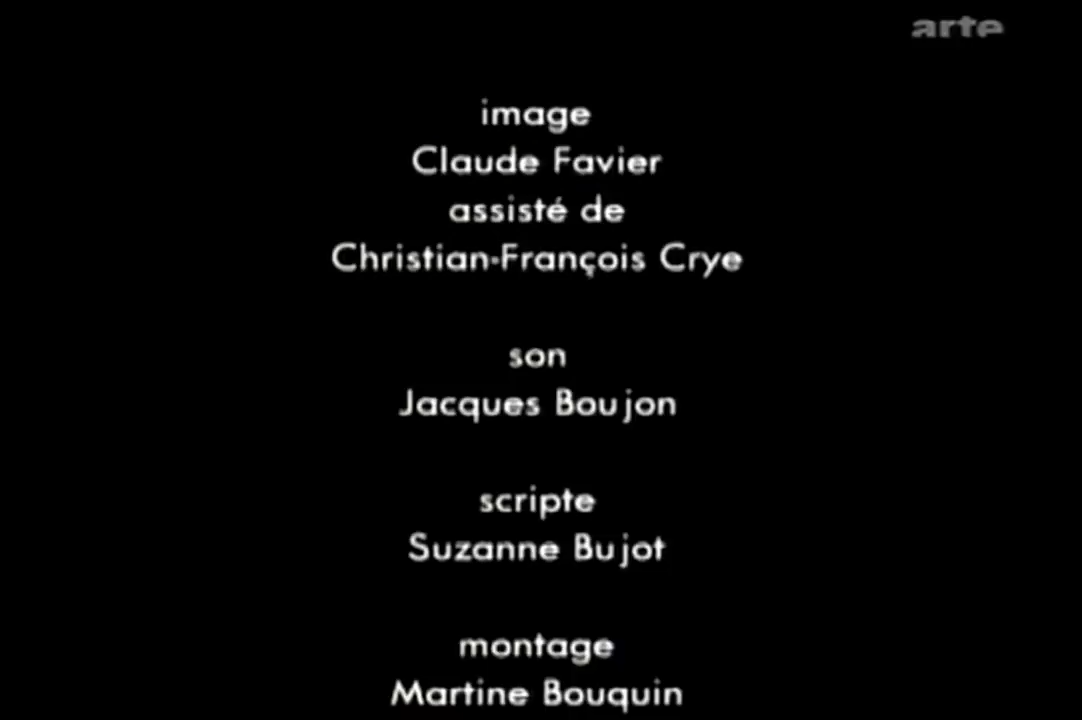 arte
image
Claude Favier
assisté de
Christian-François Crye
son
Jacques Boujon
scripte
Suzanne Bujot
montage
Martine Bouquin